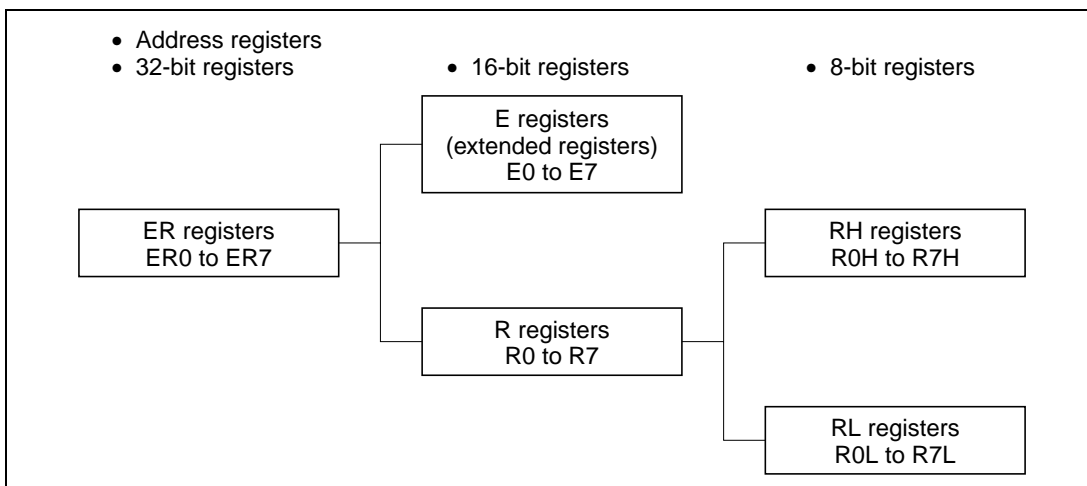 • Address registers
• 32-bit registers
• 16-bit registers
• 8-bit registers
E registers
(extended registers)
E0 to E7
ER registers
ER0 to ER7
RH registers
R0H to R7H
R registers
R0 to R7
RL registers
R0L to R7L